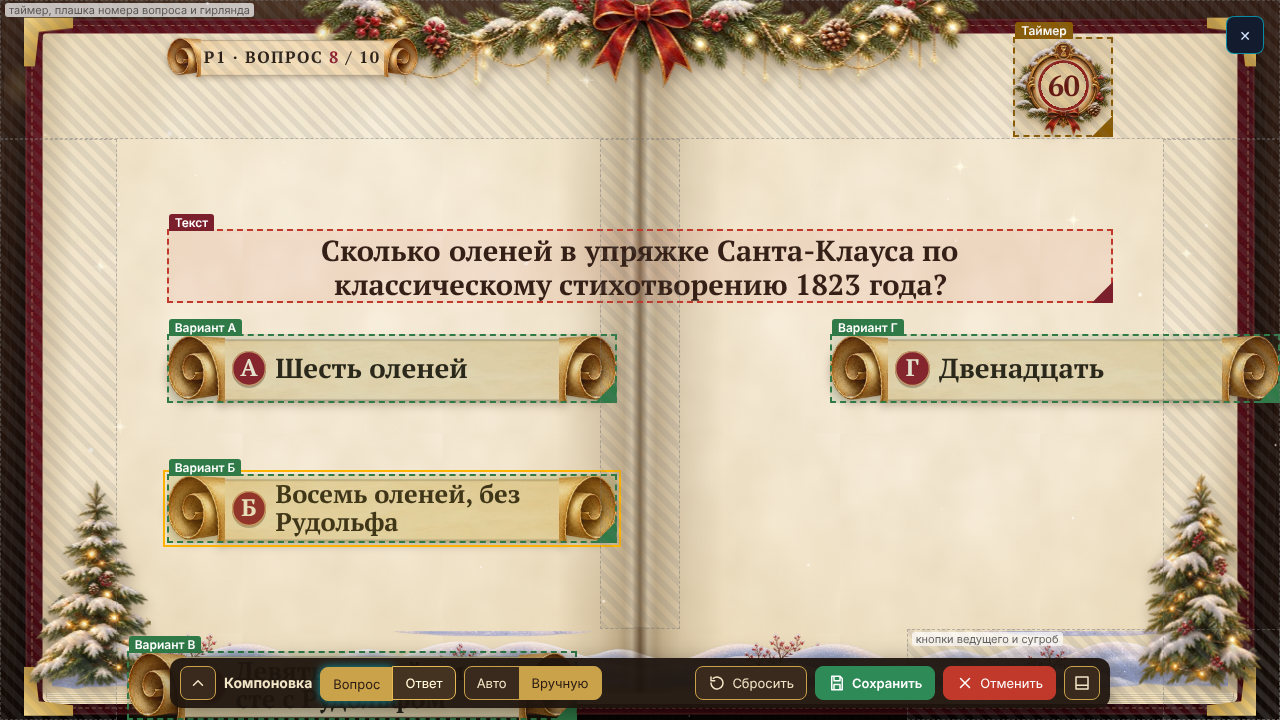 таймер, плашка номера вопроса и гирлянда
Р1 · ВОПРОС 8 / 10
Таймер
60
×
Текст
Сколько оленей в упряжке Санта-Клауса по
классическому стихотворению 1823 года?
Вариант А
А Шесть оленей
Вариант Г
Г Двенадцать
Вариант Б
Б Восемь оленей, без
Рудольфа
кнопки ведущего и сугроб
Вариант В
Компоновка
Вопрос
Ответ
Авто
Вручную
Сбросить
Сохранить
Отменить